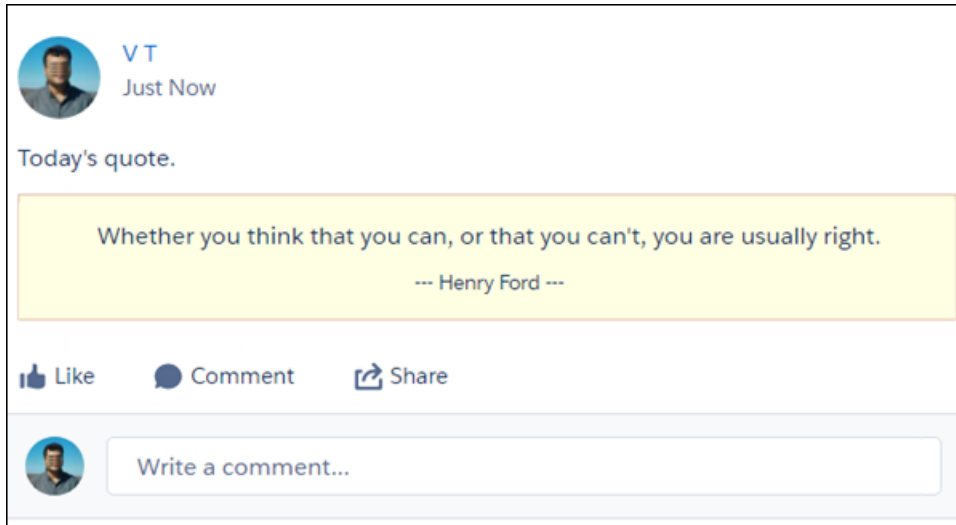 V T
Just Now
Today's quote.
Whether you think that you can, or that you can't, you are usually right.
--- Henry Ford ---
Like Comment Share
Write a comment...